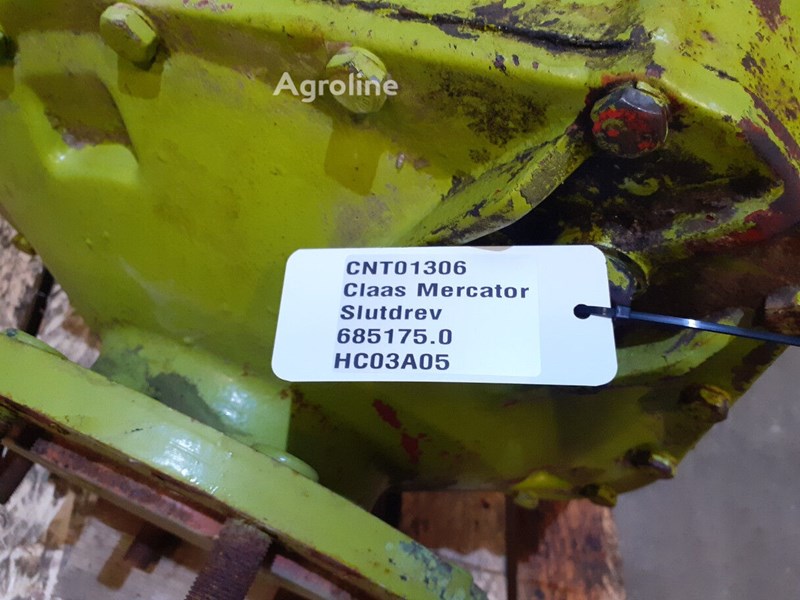 Agroline
CNT01306
Claas Mercator
Slutdrev
685175.0
HC03A05